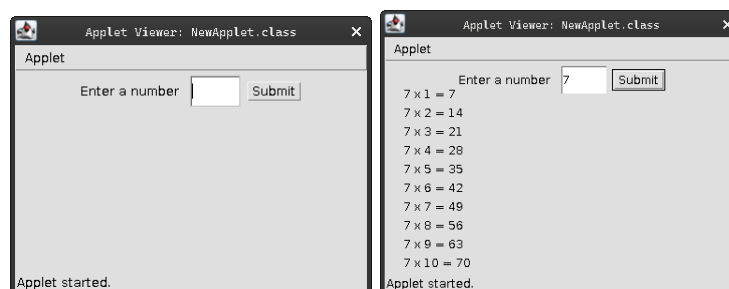 Applet Viewer: NewApplet.class
Applet
Enter a number
Submit
Applet started.
Applet Viewer: NewApplet.class
Applet
Enter a number 7 Submit
7 x 1 = 7
7 x 2 = 14
7 x 3 = 21
7 x 4 = 28
7 x 5 = 35
7 x 6 = 42
7 x 7 = 49
7 x 8 = 56
7 x 9 = 63
7 x 10 = 70
Applet started.